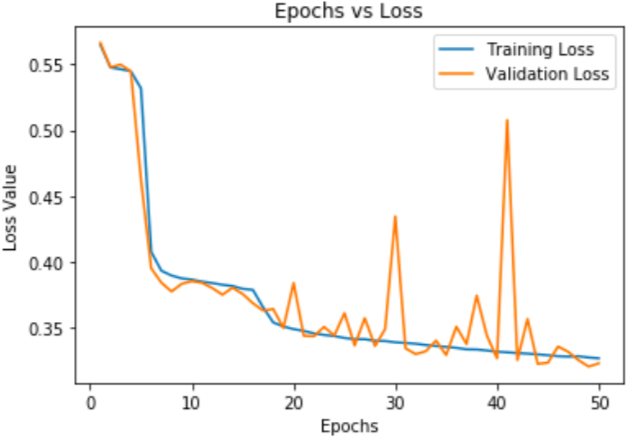 Epochs vs Loss
Training Loss
Validation Loss
Loss Value
0.55
0.50
0.45
0.40
0.35
0 10 20 30 40 50
Epochs